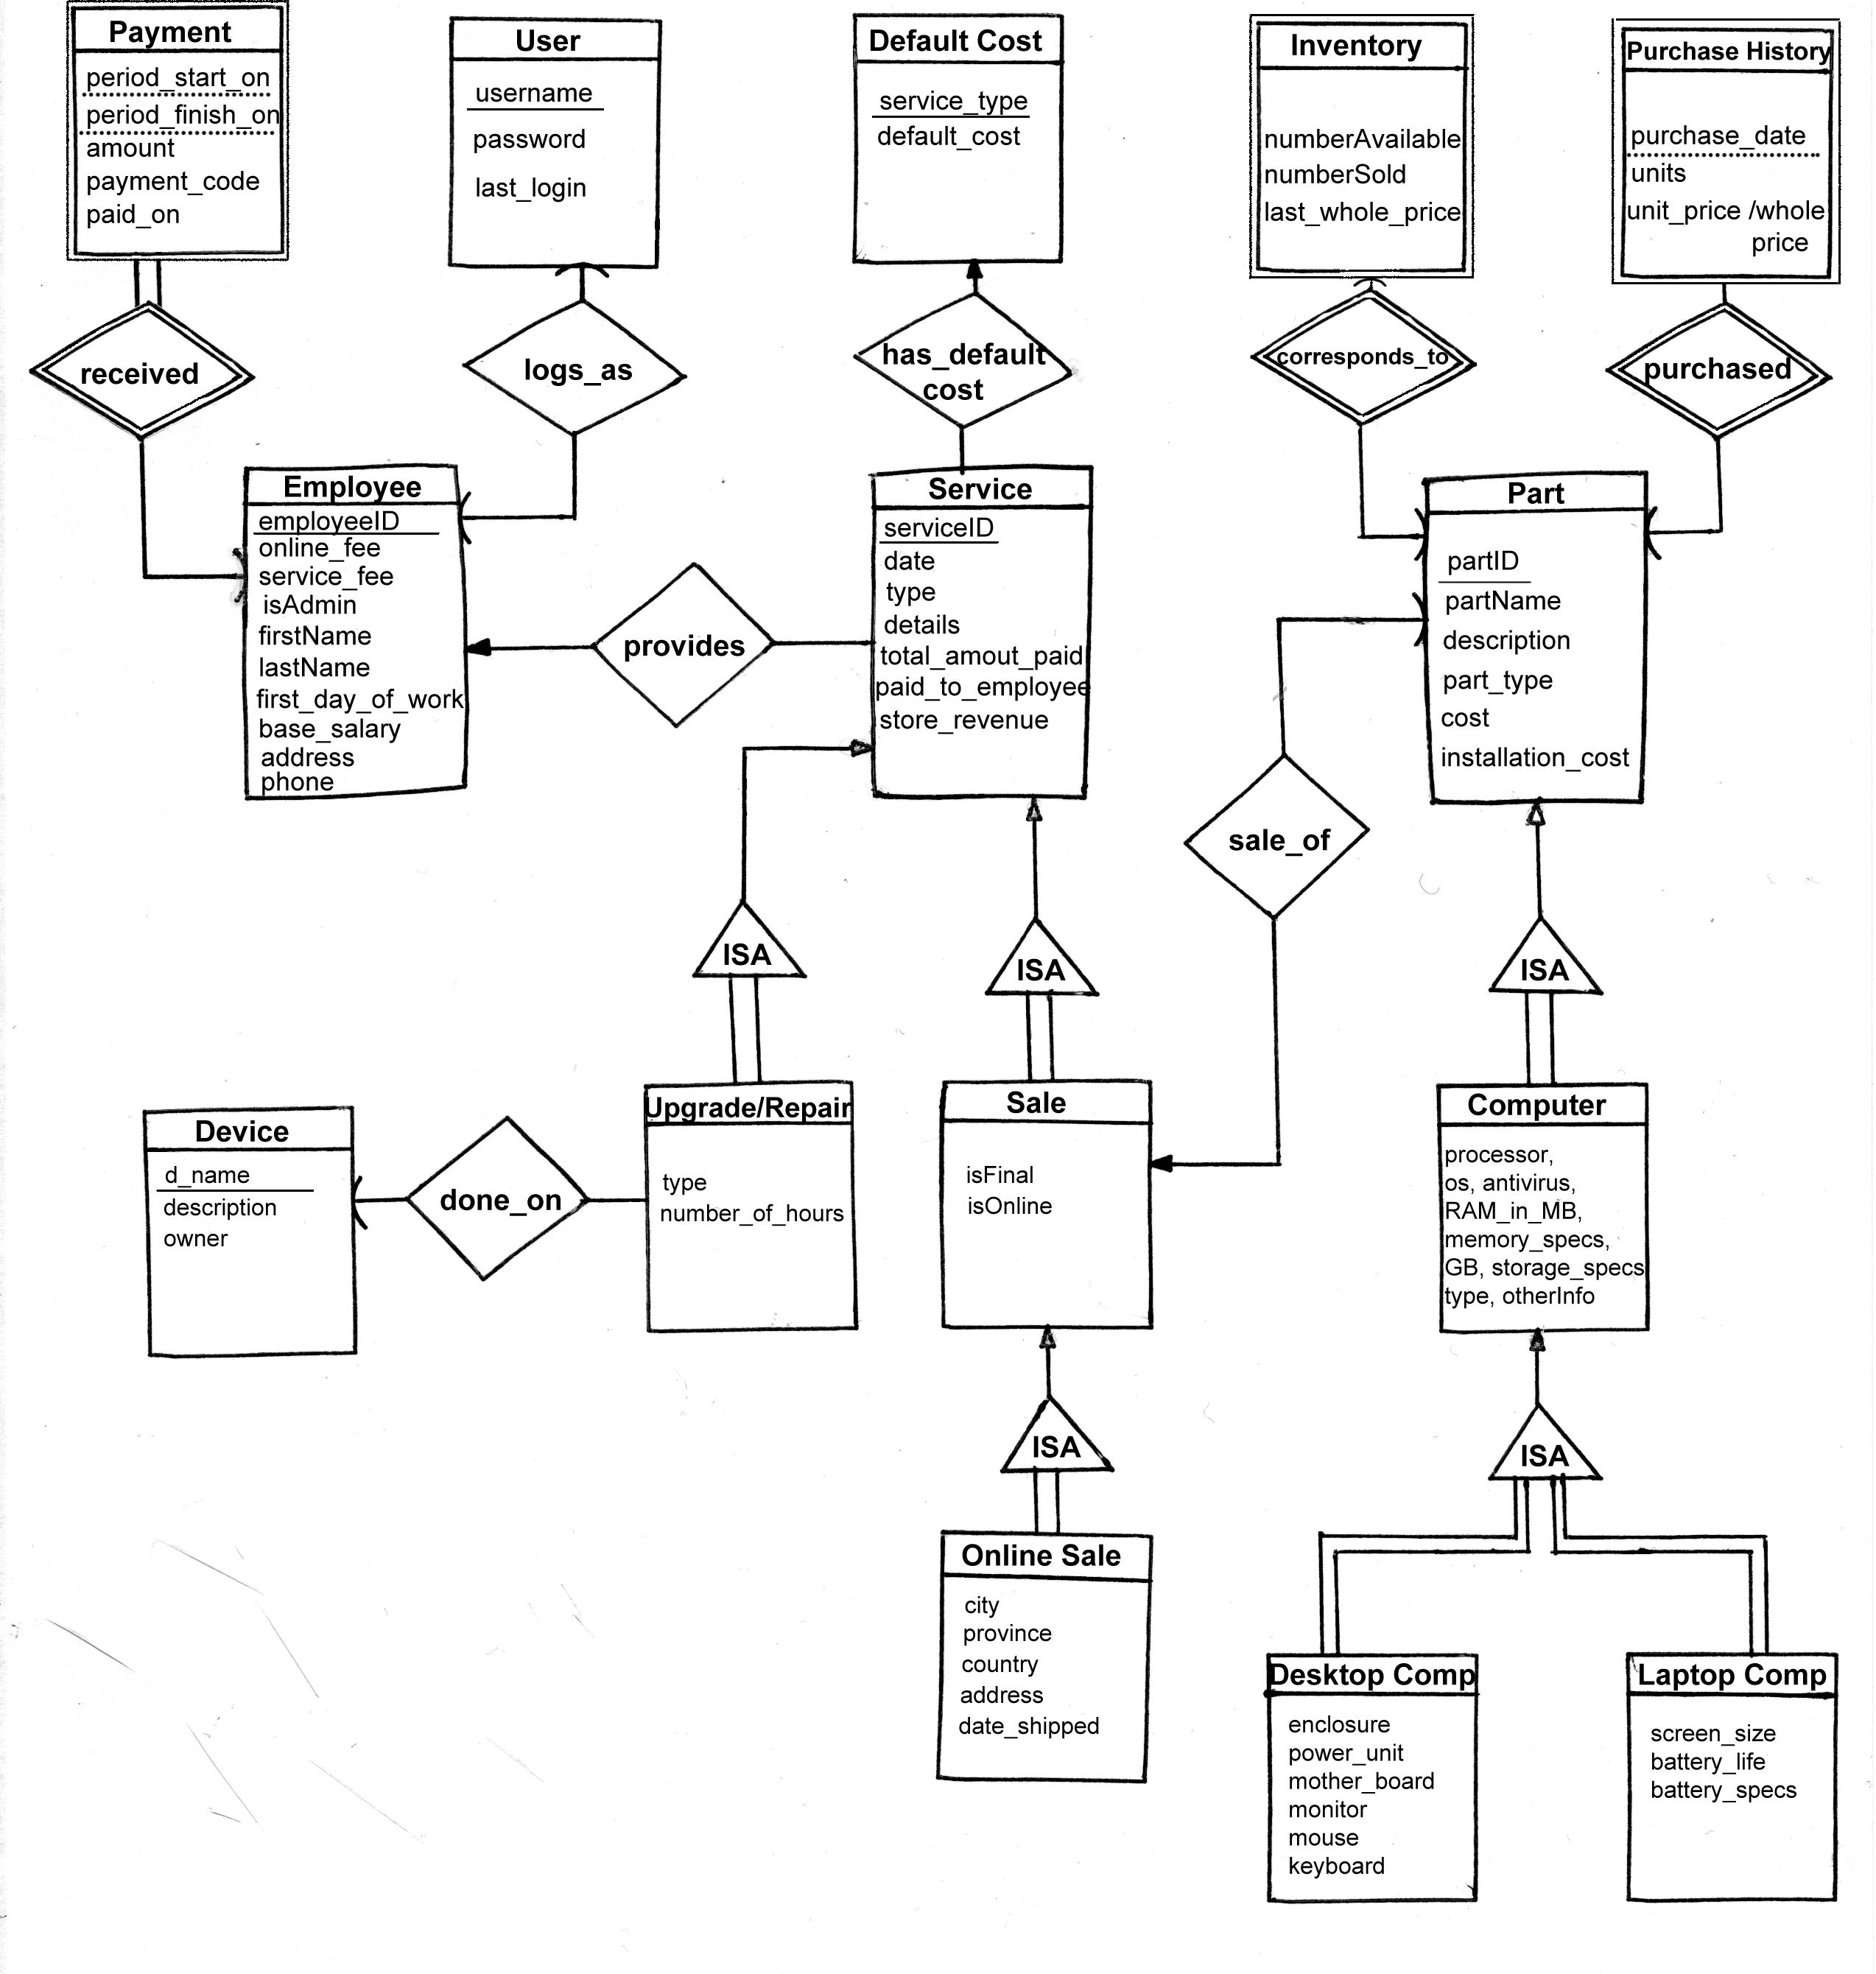 Payment
period_start_on
period_finish_on
amount
payment_code
paid_on
User
username
password
last_login
Default Cost
service_type
default_cost
Inventory
numberAvailable
numberSold
last_whole_price
Purchase History
purchase_date
units
unit_price /whole
price
received
logs_as
has_default
cost
corresponds_to
purchased
Employee
employeeID
online_fee
service_fee
isAdmin
firstName
lastName
first_day_of_work
base_salary
address
phone
provides
Service
serviceID
date
type
details
total_amout_paid
paid_to_employee
store_revenue
Part
partID
partName
description
part_type
cost
installation_cost
sale_of
ISA
ISA
ISA
Device
d_name
description
owner
done_on
Upgrade/Repair
type
number_of_hours
Sale
isFinal
isOnline
Computer
processor,
os, antivirus,
RAM_in_MB,
memory_specs,
GB, storage_specs
type, otherInfo
ISA
ISA
Online Sale
city
province
country
address
date_shipped
Desktop Comp
enclosure
power_unit
mother_board
monitor
mouse
keyboard
Laptop Comp
screen_size
battery_life
battery_specs